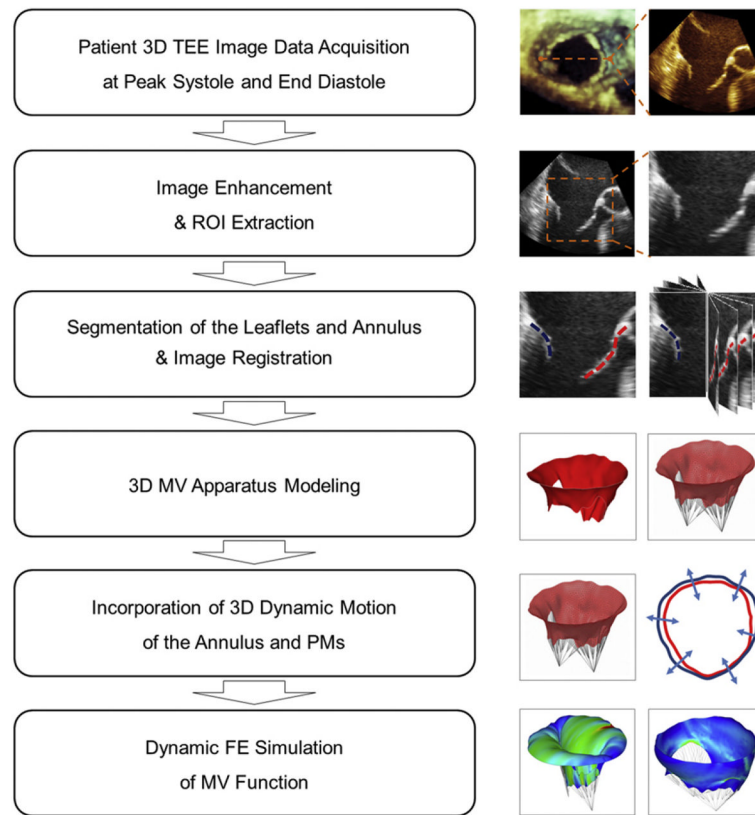 Patient 3D TEE Image Data Acquisition
at Peak Systole and End Diastole
Image Enhancement
& ROI Extraction
Segmentation of the Leaflets and Annulus
& Image Registration
3D MV Apparatus Modeling
Incorporation of 3D Dynamic Motion
of the Annulus and PMs
Dynamic FE Simulation
of MV Function